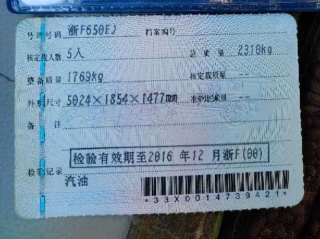 号牌号码 浙F650EJ 档案编号
核定载人数 5人 总质量 2310kg
整备质量 1769kg 核定载质量 --
外廓尺寸 5024×1854×1477mm 准牵引总质量 --
备注
检验有效期至2016年12月浙F(00)
检验记录
汽油
*33X0014739421*